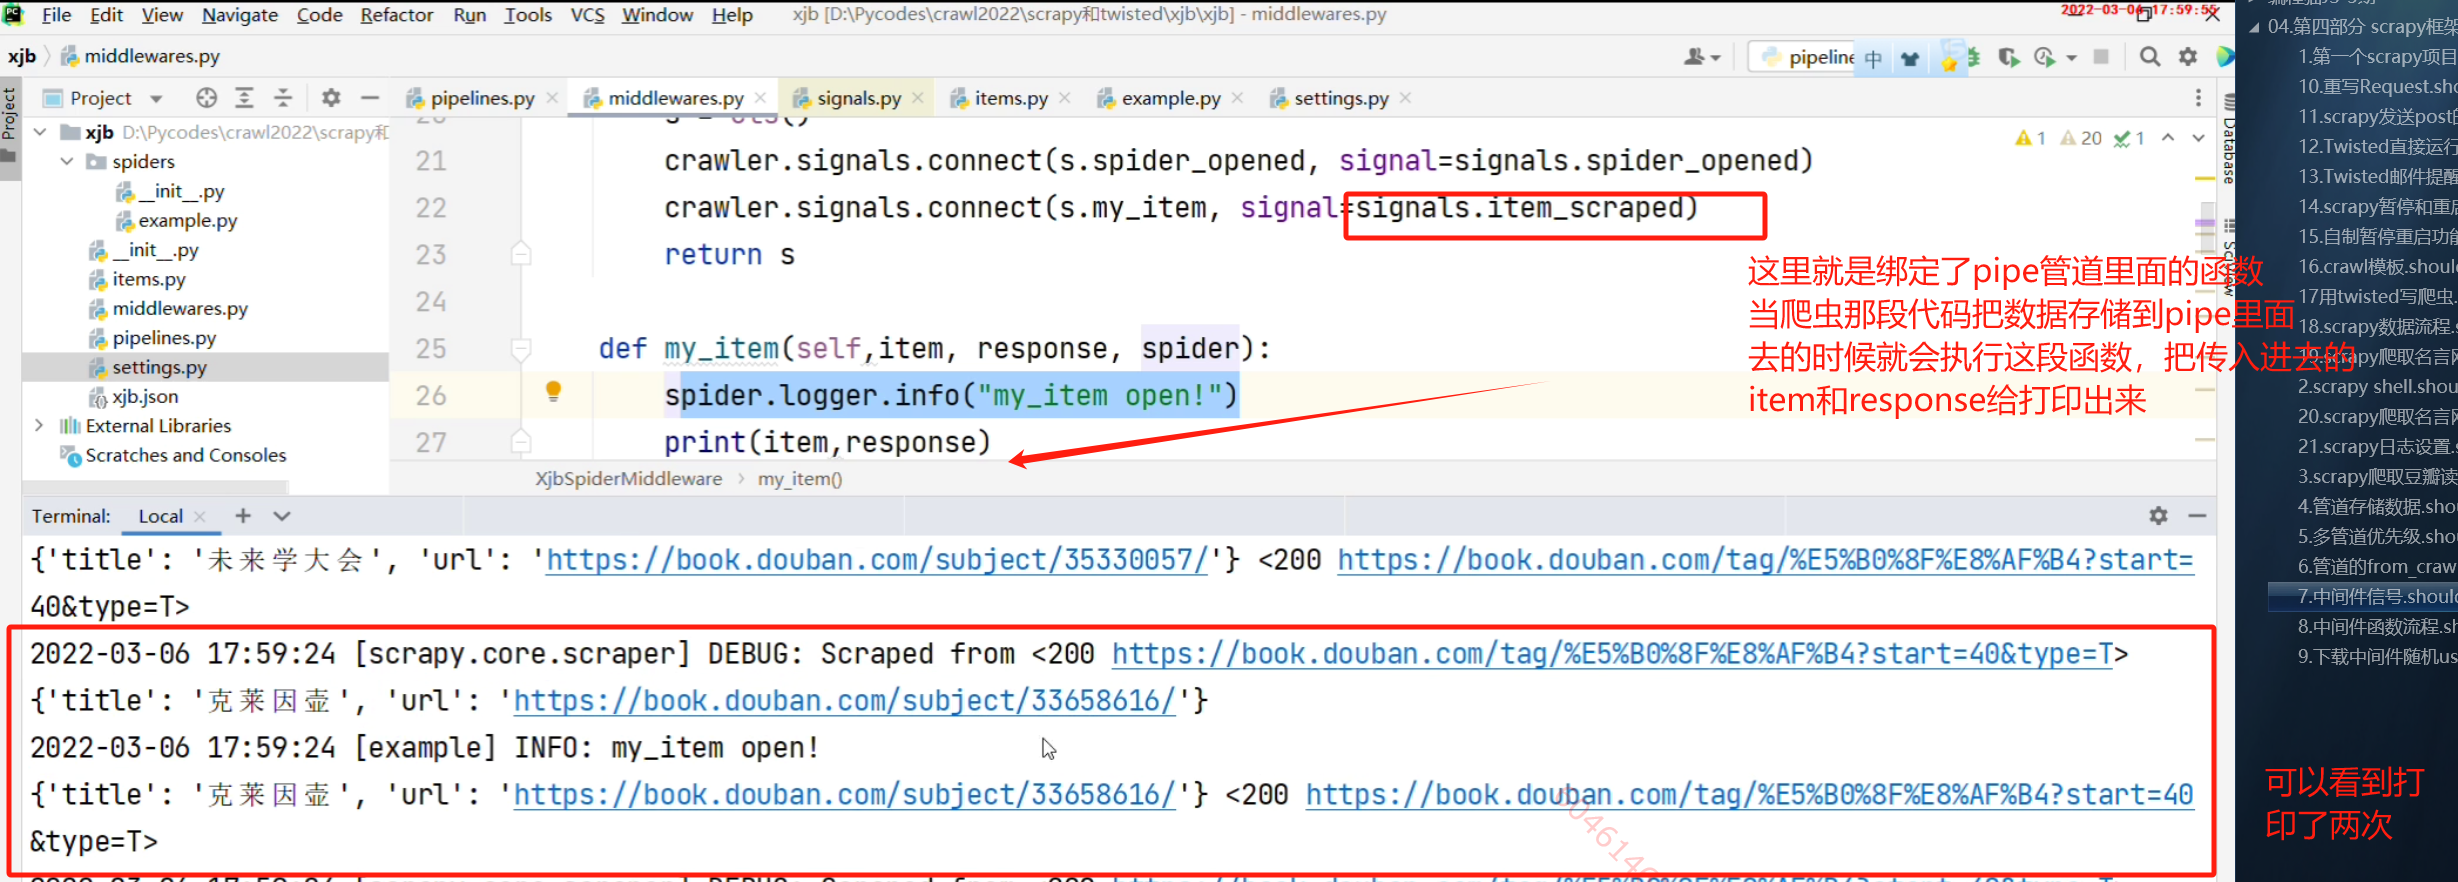 File Edit View Navigate Code Refactor Run Tools VCS Window Help xjb [D:\Pycodes\crawl2022\scrapy和twisted\xjb\xjb] - middlewares.py
2022-03-06 17:59:55
xjb middlewares.py
中
Project
pipelines.py
middlewares.py
signals.py
items.py
example.py
settings.py
Project
Database
xjb D:\Pycodes\crawl2022\scrapy和
spiders
__init__.py
example.py
__init__.py
items.py
middlewares.py
pipelines.py
settings.py
xjb.json
External Libraries
Scratches and Consoles
1 20 1
21 crawler.signals.connect(s.spider_opened, signal=signals.spider_opened)
22 crawler.signals.connect(s.my_item, signal=signals.item_scraped)
23 return s
24
25 def my_item(self,item, response, spider):
26 spider.logger.info("my_item open!")
27 print(item,response)
XjbSpiderMiddleware my_item()
这里就是绑定了pipe管道里面的函数
当爬虫那段代码把数据存储到pipe里面
去的时候就会执行这段函数，把传入进去的
item和response给打印出来
Terminal: Local
{'title': '未来学大会', 'url': 'https://book.douban.com/subject/35330057/'} <200 https://book.douban.com/tag/%E5%B0%8F%E8%AF%B4?start=
40&type=T>
2022-03-06 17:59:24 [scrapy.core.scraper] DEBUG: Scraped from <200 https://book.douban.com/tag/%E5%B0%8F%E8%AF%B4?start=40&type=T>
{'title': '克莱因壶', 'url': 'https://book.douban.com/subject/33658616/'}
2022-03-06 17:59:24 [example] INFO: my_item open!
{'title': '克莱因壶', 'url': 'https://book.douban.com/subject/33658616/'} <200 https://book.douban.com/tag/%E5%B0%8F%E8%AF%B4?start=40
&type=T>
04.第四部分 scrapy框架
1.第一个scrapy项目
10.重写Request.sho
11.scrapy发送post
12.Twisted直接运行
13.Twisted邮件提醒
14.scrapy暂停和重启
15.自制暂停重启功能
16.crawl模板.shoul
17用twisted写爬虫.
18.scrapy数据流程.
19.scrapy爬取名言
2.scrapy shell.shou
20.scrapy爬取名言
21.scrapy日志设置.
3.scrapy爬取豆瓣读
4.管道存储数据.shou
5.多管道优先级.shou
6.管道的from_craw
7.中间件信号.should
8.中间件函数流程.sh
9.下载中间件随机us
可以看到打
印了两次